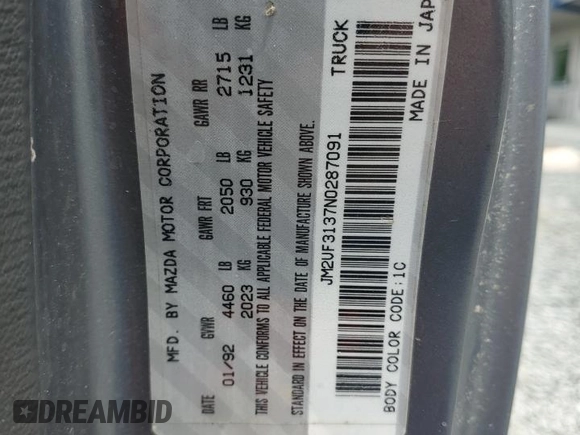 MFD. BY MAZDA MOTOR CORPORATION
DATE GVWR GAWR FRT GAWR RR
01/92 4460 LB 2050 LB 2715 LB
2023 KG 930 KG 1231 KG
THIS VEHICLE CONFORMS TO ALL APPLICABLE FEDERAL MOTOR VEHICLE SAFETY
STANDARD IN EFFECT ON THE DATE OF MANUFACTURE SHOWN ABOVE.
JM2UF3137N0287091 TRUCK
BODY COLOR CODE:1C MADE IN JAP
DREAMBID